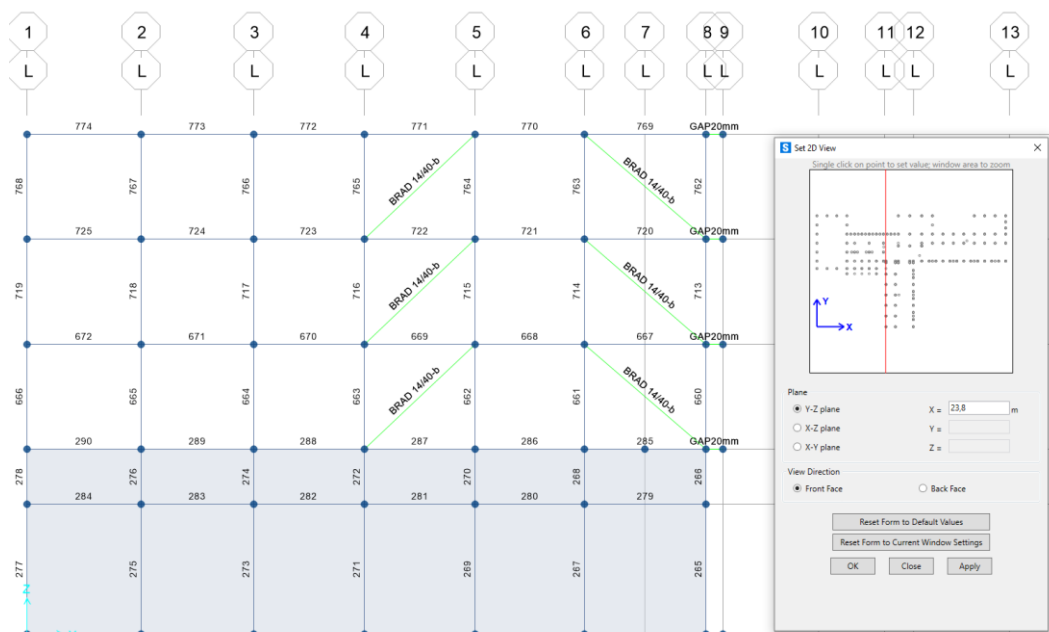 1 2 3 4 5 6 7 8 9 10 11 12 13
L L L L L L L L L L L L L
774 773 772 771 770 769 GAP20mm
768 767 766 765 BRAD 14/40-b 764 763 BRAD 14/40-b 762
725 724 723 722 721 720 GAP20mm
719 718 717 716 BRAD 14/40-b 715 714 BRAD 14/40-b 713
672 671 670 669 668 667 GAP20mm
666 665 664 663 BRAD 14/40-b 662 661 BRAD 14/40-b 660
290 289 288 287 286 285 GAP20mm
278 276 274 272 270 268 266
284 283 282 281 280 279
277 275 273 271 269 267 265
Z
S Set 2D View
Single click on point to set value; window area to zoom
Y
X
Plane
Y-Z plane X = 23,8 m
X-Z plane Y =
X-Y plane Z =
View Direction
Front Face Back Face
Reset Form to Default Values
Reset Form to Current Window Settings
OK Close Apply